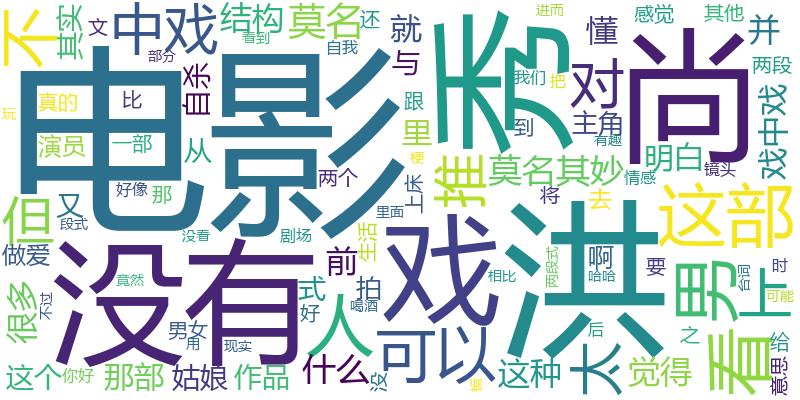 不
其实
文
中戏
部分
结构
看到
莫名
还
自我
就
与
秀
进而
我们
把
懂
感觉
其他
并
对
尚
两段
玩
真的
比
自杀
电影
跟
里
到
主角
有趣
戏中戏
演员
一部
从
梗
推
莫名其妙
情感
明白
镜头
好像
那
两个
上床
将
去
这部
但
又
段式
没看
剧场
里面
生活
戏
洪
做爱
没有
前
可以
相比
两段式
啊
哈哈
要
男
下
台词
时
可能
看
很多
不过
竟然
式
拍
好
人
喝酒
男女
用
现实
后
之
给
这个
你好
那部
姑娘
作品
什么
没
这种
太
觉得
意思